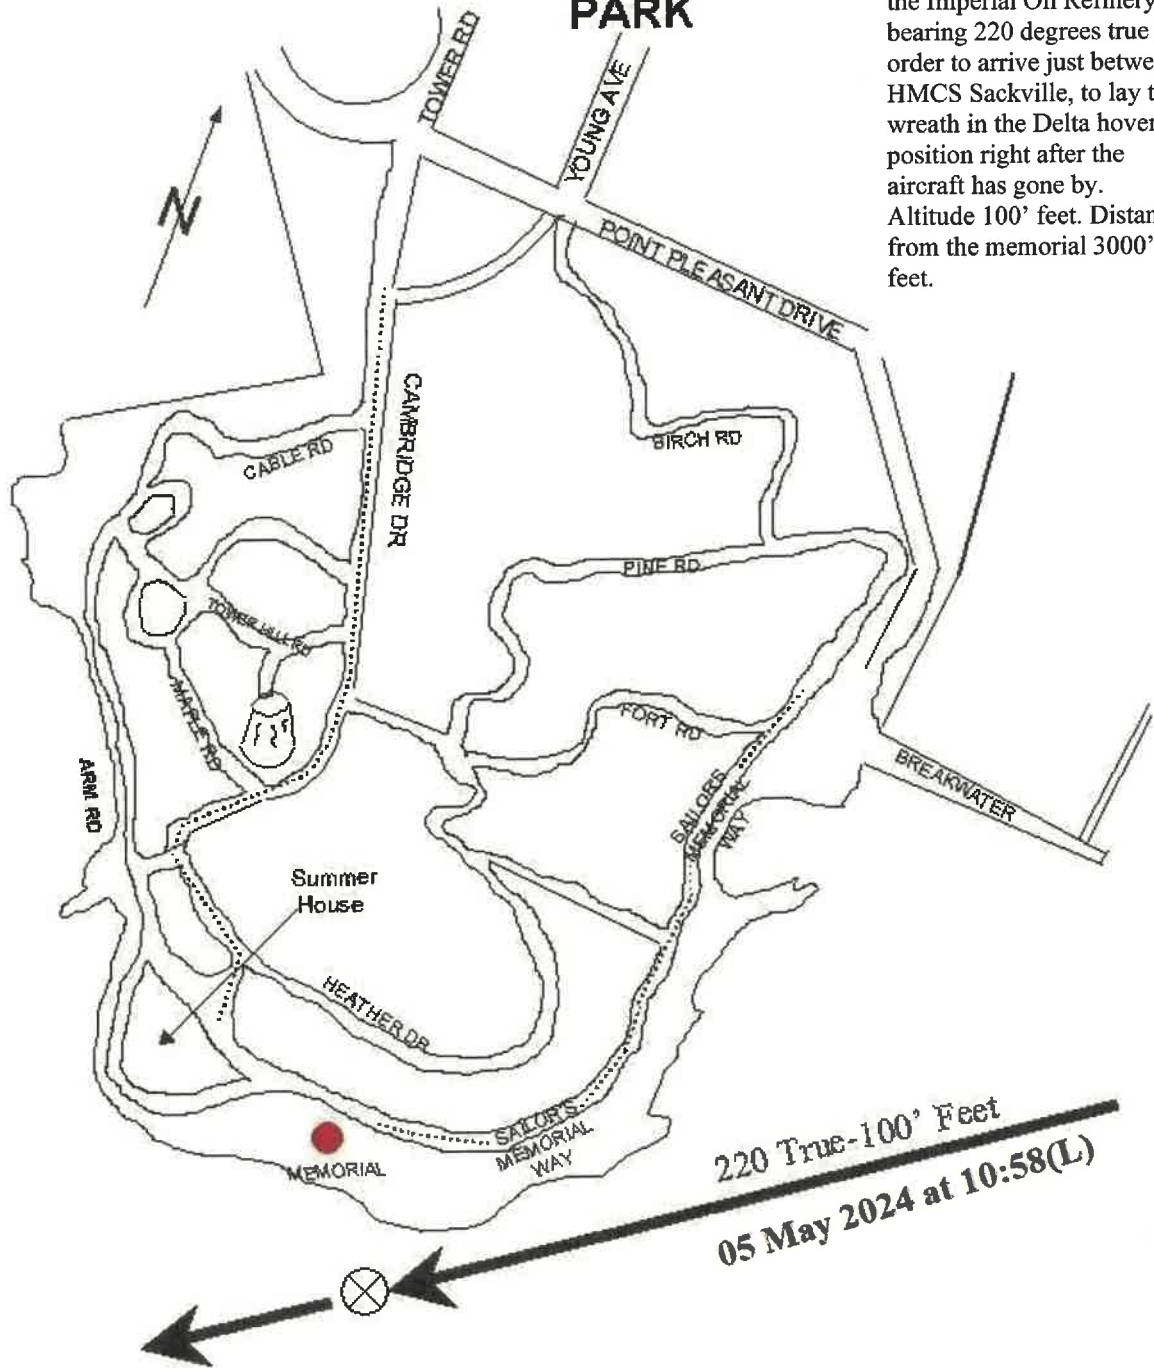 PARK
the Imperial Oil Refinery
bearing 220 degrees true
order to arrive just betwe
HMCS Sackville, to lay t
wreath in the Delta hover
position right after the
aircraft has gone by.
Altitude 100' feet. Distan
from the memorial 3000'
feet.
TOWER RD
YOUNG AVE
N
POINT PLEASANT DRIVE
CAMBRIDGE DR
BIRCH RD
CABLE RD
PINE RD
TOWER HILL RD
MAPLE RD
FORT RD
ARM RD
BREAKWATER
SAILOR'S
MEMORIAL
WAY
Summer
House
HEATHER DR
SAILOR'S
MEMORIAL
WAY
MEMORIAL
220 True-100' Feet
05 May 2024 at 10:58(L)